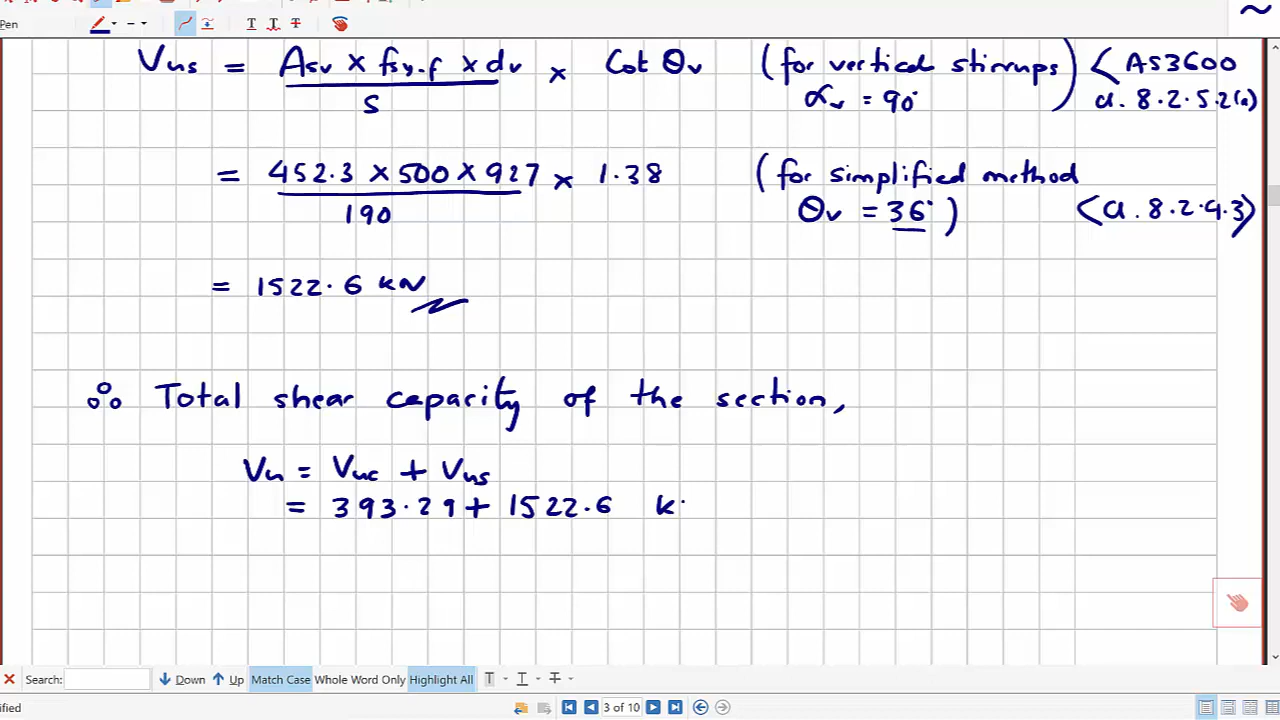 Pen
T T T
Vus = Asv × fsy.f × dv / s × Cot θv (for vertical stirrups) < AS3600
αv = 90° cl. 8.2.5.2(a)
= 452.3 × 500 × 927 / 190 × 1.38 (for simplified method
θv = 36°) <cl. 8.2.4.3>
= 1522.6 kN
∴ Total shear capacity of the section,
Vu = Vuc + Vus
= 393.29 + 1522.6 k
Search: Down Up Match Case Whole Word Only Highlight All T T T
ified
3 of 10